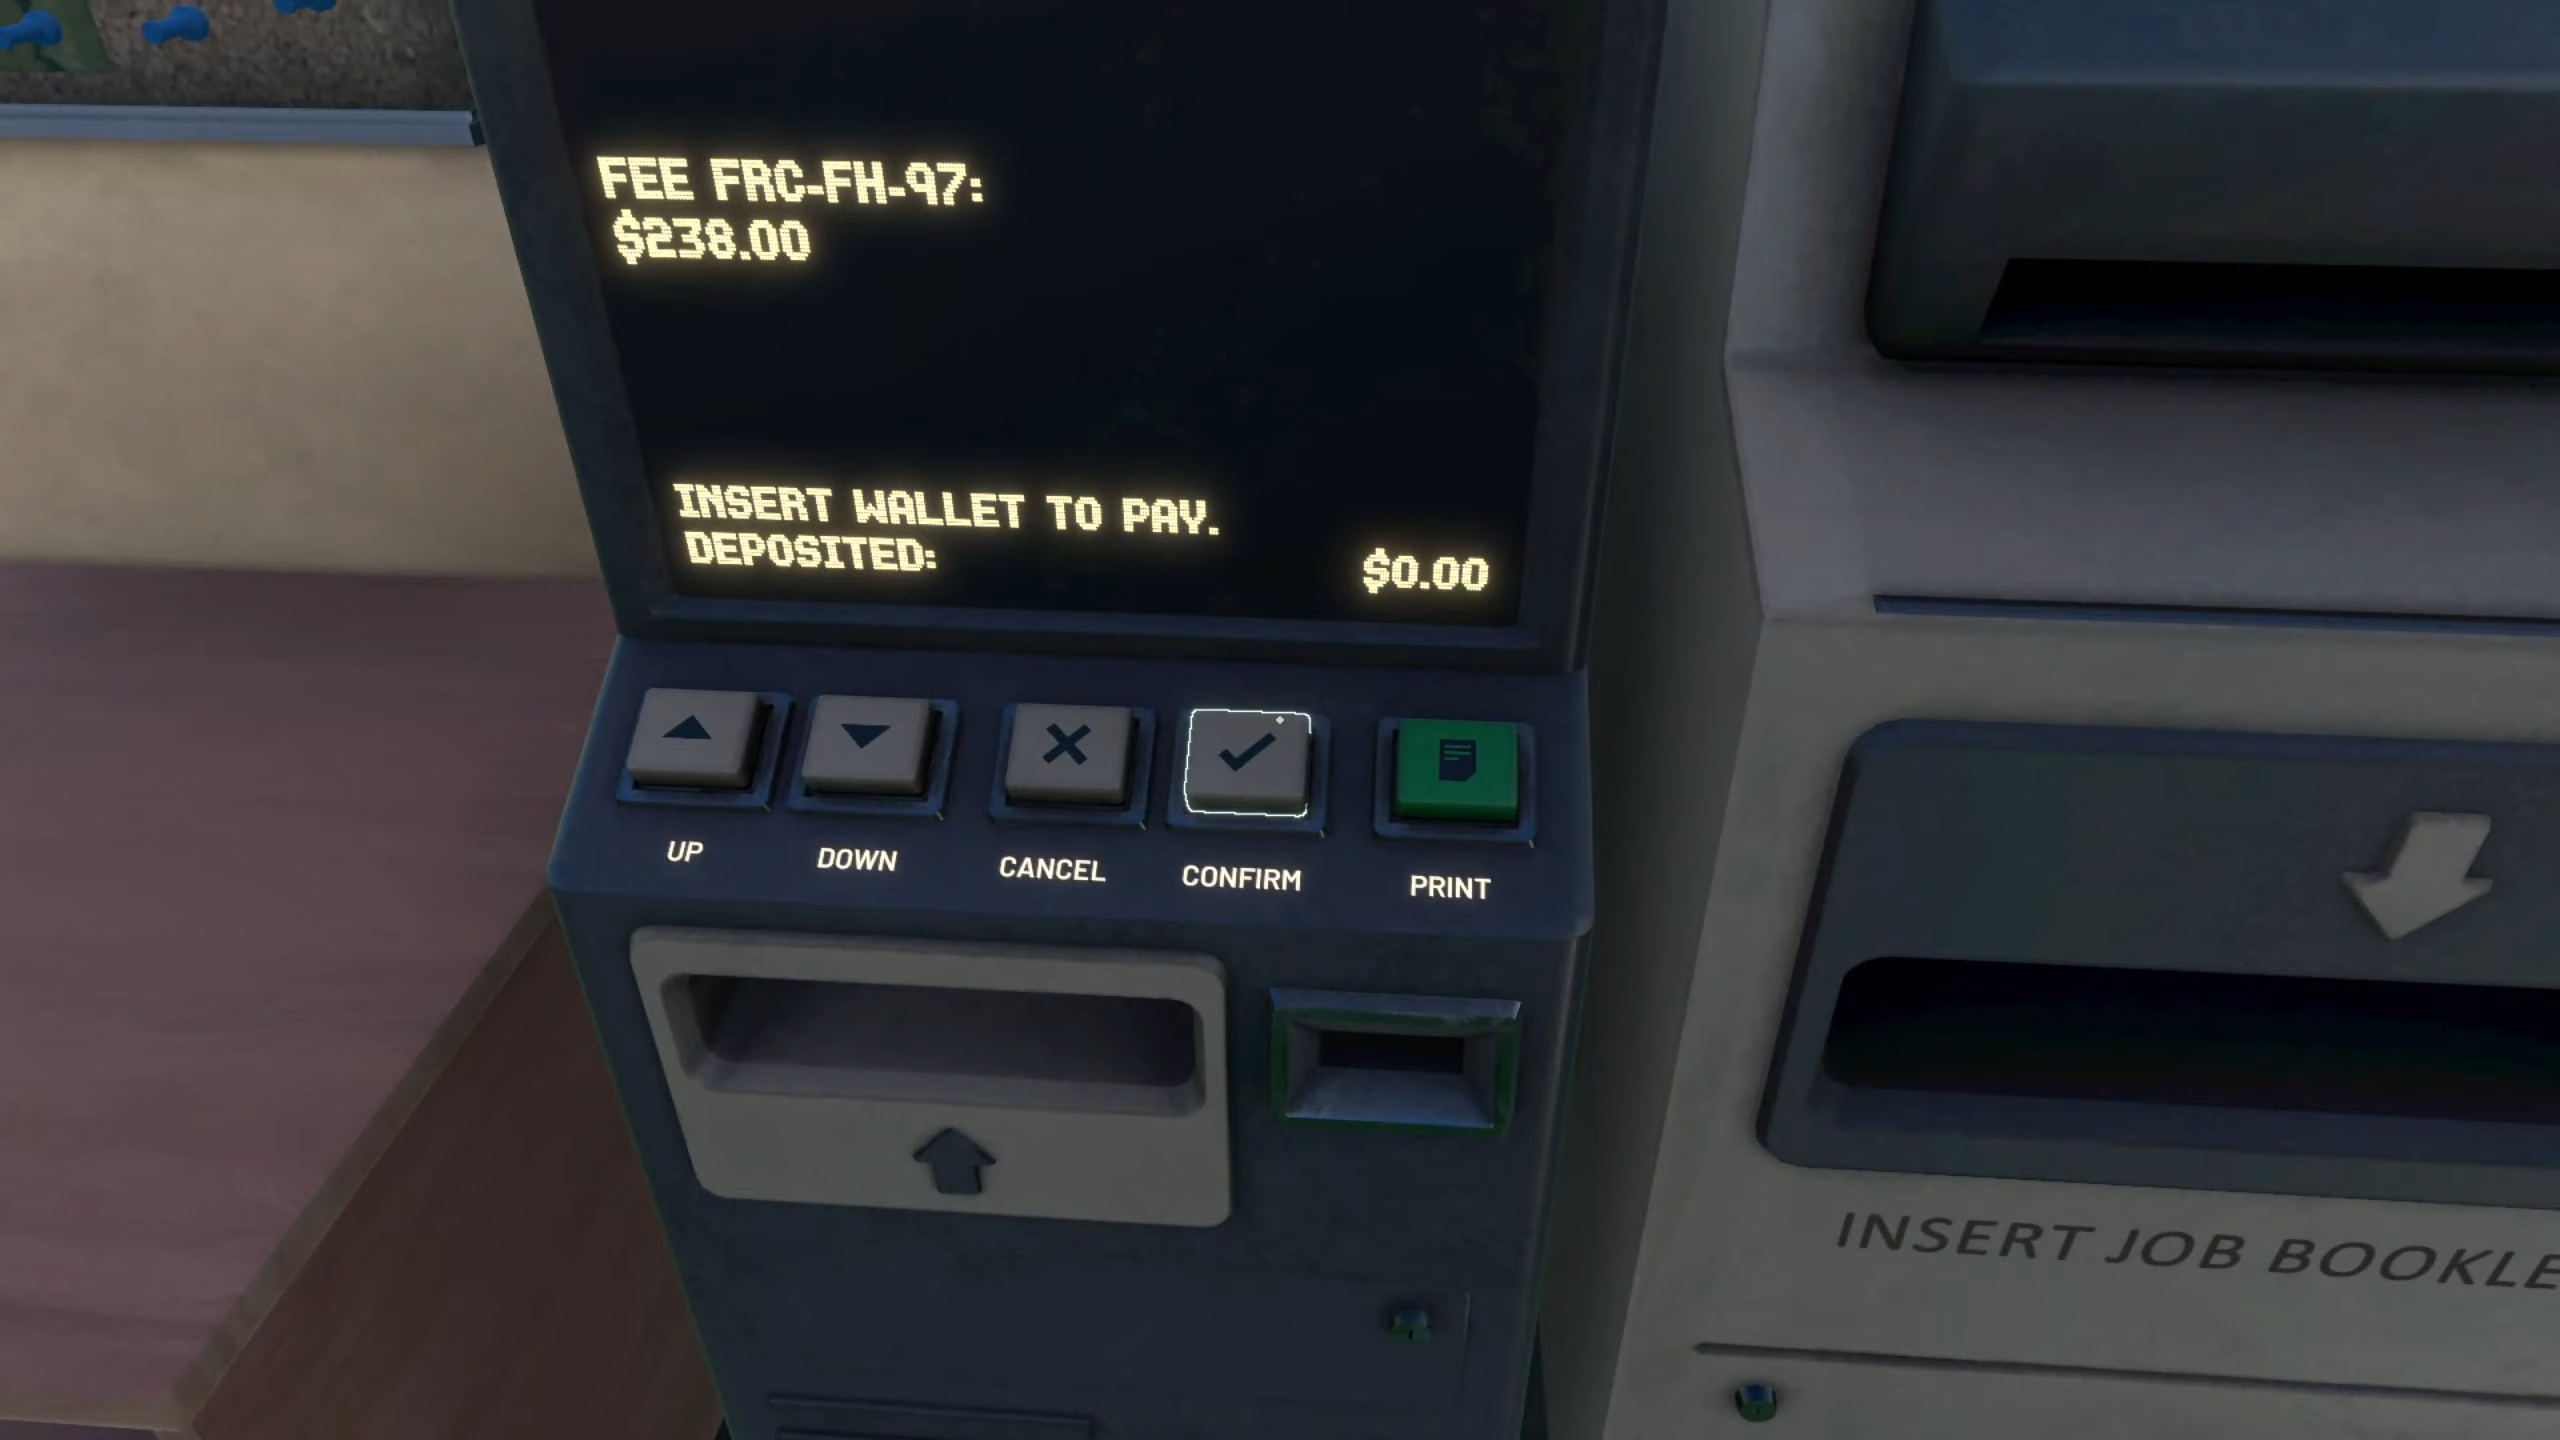 FEE FRC-FH-97:
$238.00
INSERT WALLET TO PAY.
DEPOSITED: $0.00
UP DOWN CANCEL CONFIRM PRINT
INSERT JOB BOOKLE